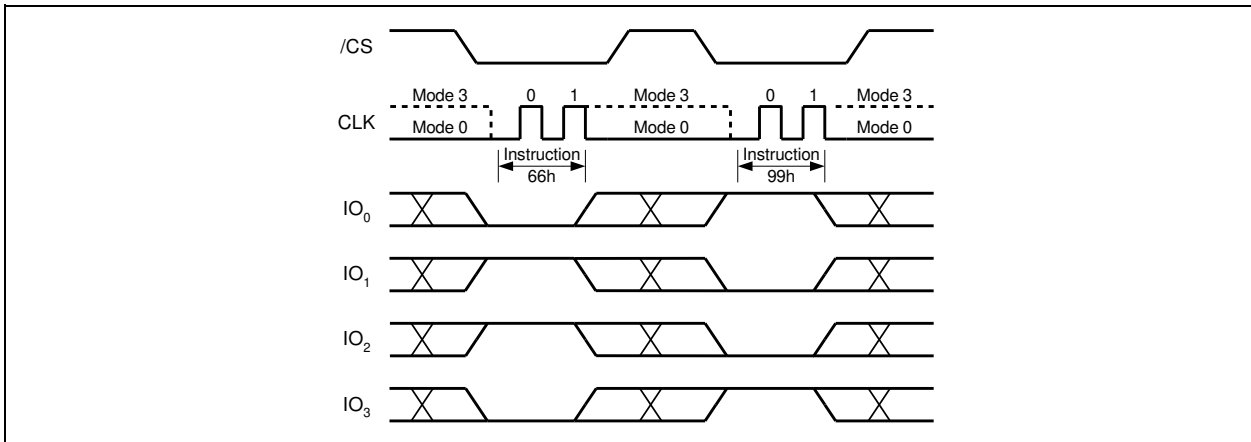 /CS
Mode 3 0 1 Mode 3 0 1 Mode 3
CLK
Mode 0 Mode 0 Mode 0
Instruction Instruction
66h 99h
IO0
IO1
IO2
IO3